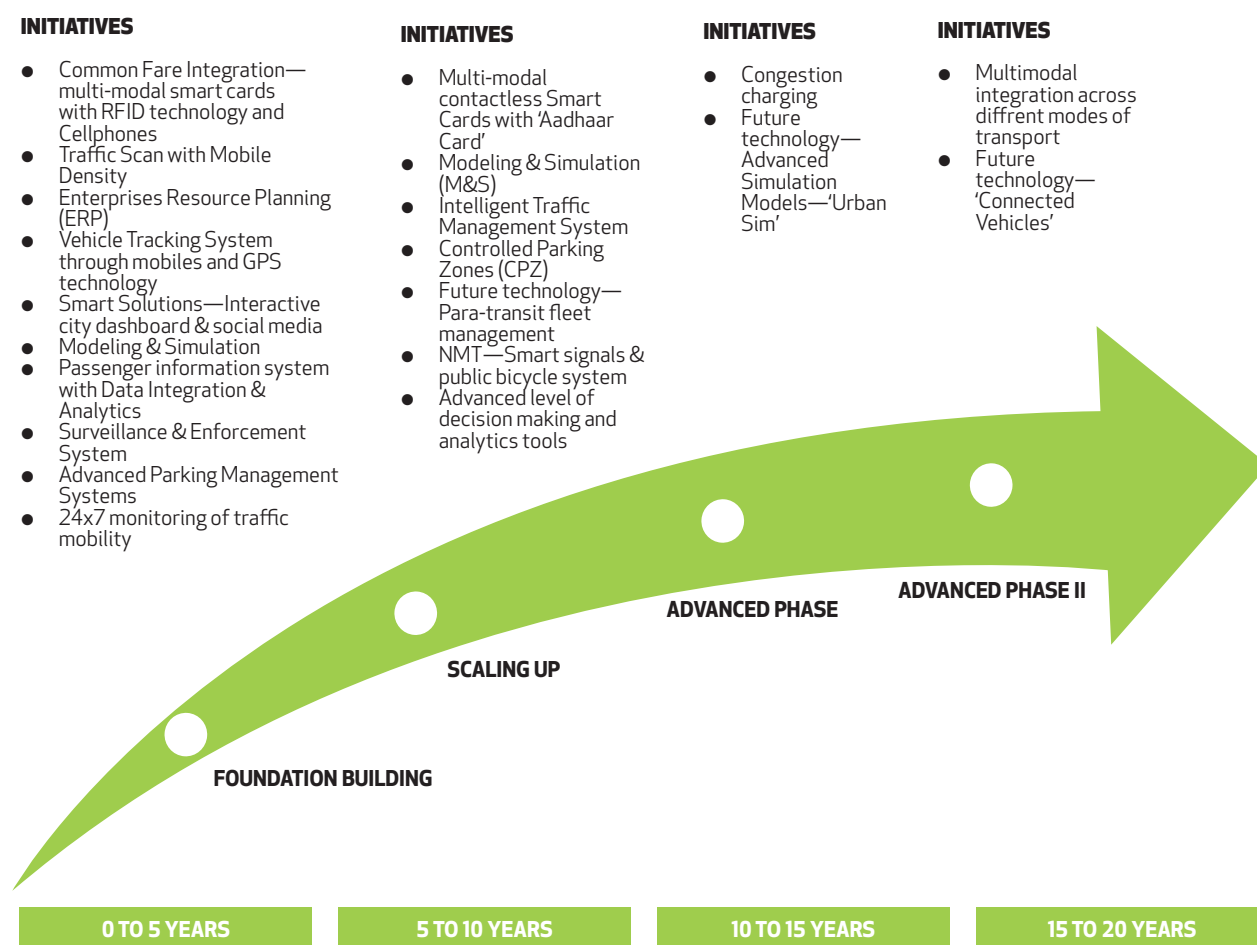 INITIATIVES
● Common Fare Integration—
multi-modal smart cards
with RFID technology and
Cellphones
● Traffic Scan with Mobile
Density
● Enterprises Resource Planning
(ERP)
● Vehicle Tracking System
through mobiles and GPS
technology
● Smart Solutions—Interactive
city dashboard & social media
● Modeling & Simulation
● Passenger information system
with Data Integration &
Analytics
● Surveillance & Enforcement
System
● Advanced Parking Management
Systems
● 24x7 monitoring of traffic
mobility
INITIATIVES
● Multi-modal
contactless Smart
Cards with ‘Aadhaar
Card’
● Modeling & Simulation
(M&S)
● Intelligent Traffic
Management System
● Controlled Parking
Zones (CPZ)
● Future technology—
Para-transit fleet
management
● NMT—Smart signals &
public bicycle system
● Advanced level of
decision making and
analytics tools
INITIATIVES
● Congestion
charging
● Future
technology—
Advanced
Simulation
Models—‘Urban
Sim’
INITIATIVES
● Multimodal
integration across
diffrent modes of
transport
● Future
technology—
‘Connected
Vehicles’
FOUNDATION BUILDING
SCALING UP
ADVANCED PHASE
ADVANCED PHASE II
0 TO 5 YEARS
5 TO 10 YEARS
10 TO 15 YEARS
15 TO 20 YEARS